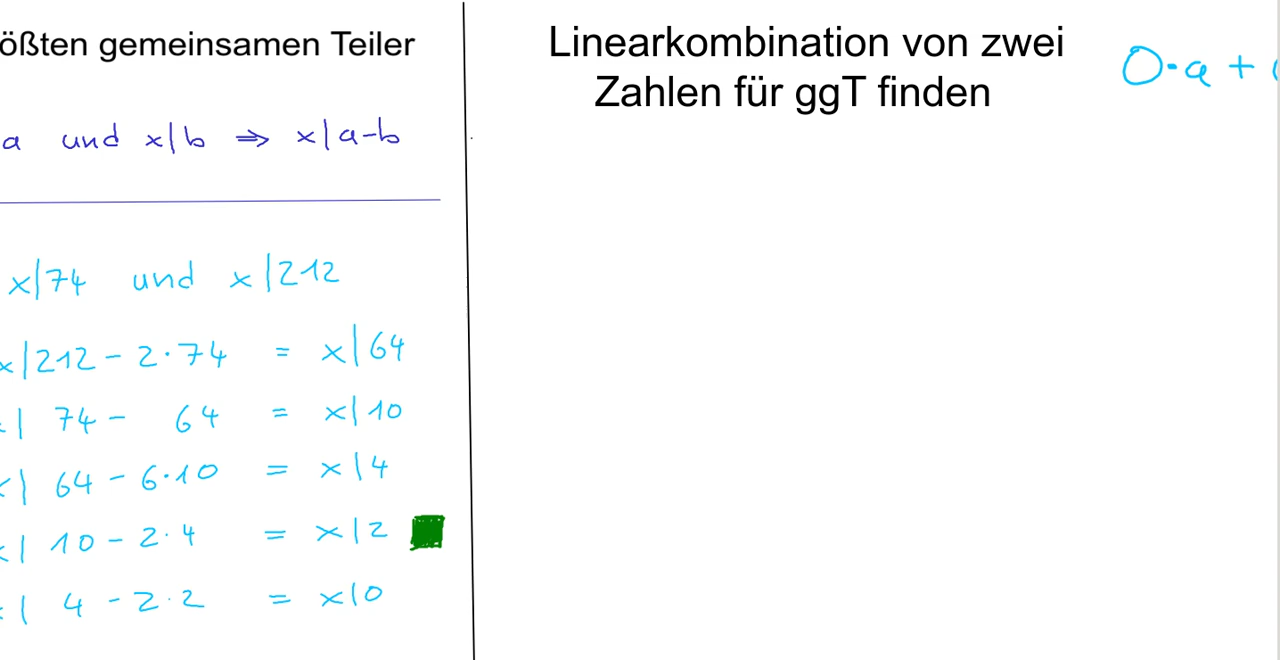 ößten gemeinsamen Teiler
a und x|b ⇒ x|a-b
x|74 und x|212
x|212 - 2·74 = x|64
x| 74 - 64 = x|10
x| 64 - 6·10 = x|4
x| 10 - 2·4 = x|2
x| 4 - 2·2 = x|0
Linearkombination von zwei
Zahlen für ggT finden
0·a +